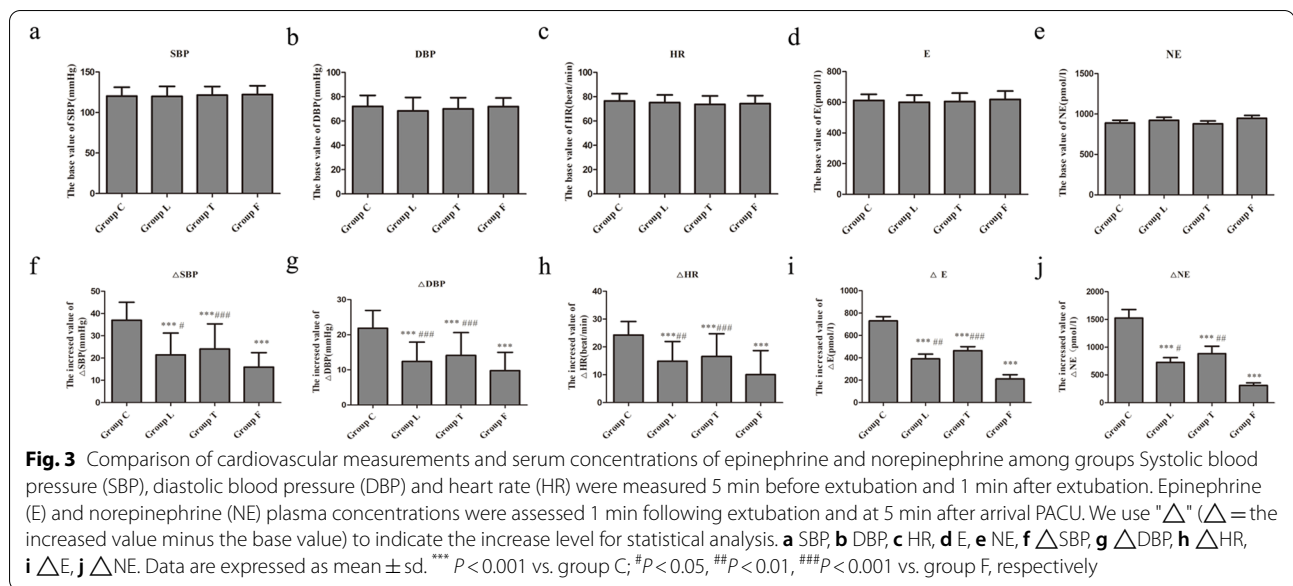 a
SBP
The base value of SBP(mmHg)
150
100
50
0
Group C
Group L
Group T
Group F
b
DBP
The base value of DBP(mmHg)
100
80
60
40
20
0
Group C
Group L
Group T
Group F
c
HR
The base value of HR(beat/min)
100
80
60
40
20
0
Group C
Group L
Group T
Group F
d
E
The base value of E(pmol/l)
800
600
400
200
0
Group C
Group L
Group T
Group F
e
NE
The base value of NE(pmol/l)
1500
1000
500
0
Group C
Group L
Group T
Group F
f
△SBP
The incresed value of
△SBP(mmHg)
50
40
30
20
10
0
*** #
***###
***
Group C
Group L
Group T
Group F
g
△DBP
The incresed value of
△DBP(mmHg)
30
20
10
0
*** ###
*** ###
***
Group C
Group L
Group T
Group F
h
△HR
The incresed value of
△HR(beat/min)
40
30
20
10
0
***##
***###
***
Group C
Group L
Group T
Group F
i
△ E
The incresaed value of
△E(pmol/l)
1000
800
600
400
200
0
*** ##
***###
***
Group C
Group L
Group T
Group F
j
△NE
The incresaed value of
△NE（pmol/l)
2000
1500
1000
500
0
*** #
*** ##
***
Group C
Group L
Group T
Group F
Fig. 3 Comparison of cardiovascular measurements and serum concentrations of epinephrine and norepinephrine among groups Systolic blood
pressure (SBP), diastolic blood pressure (DBP) and heart rate (HR) were measured 5 min before extubation and 1 min after extubation. Epinephrine
(E) and norepinephrine (NE) plasma concentrations were assessed 1 min following extubation and at 5 min after arrival PACU. We use "△" (△ = the
increased value minus the base value) to indicate the increase level for statistical analysis. a SBP, b DBP, c HR, d E, e NE, f △SBP, g △DBP, h △HR,
i △E, j △NE. Data are expressed as mean ± sd. *** P < 0.001 vs. group C; #P < 0.05, ##P < 0.01, ###P < 0.001 vs. group F, respectively